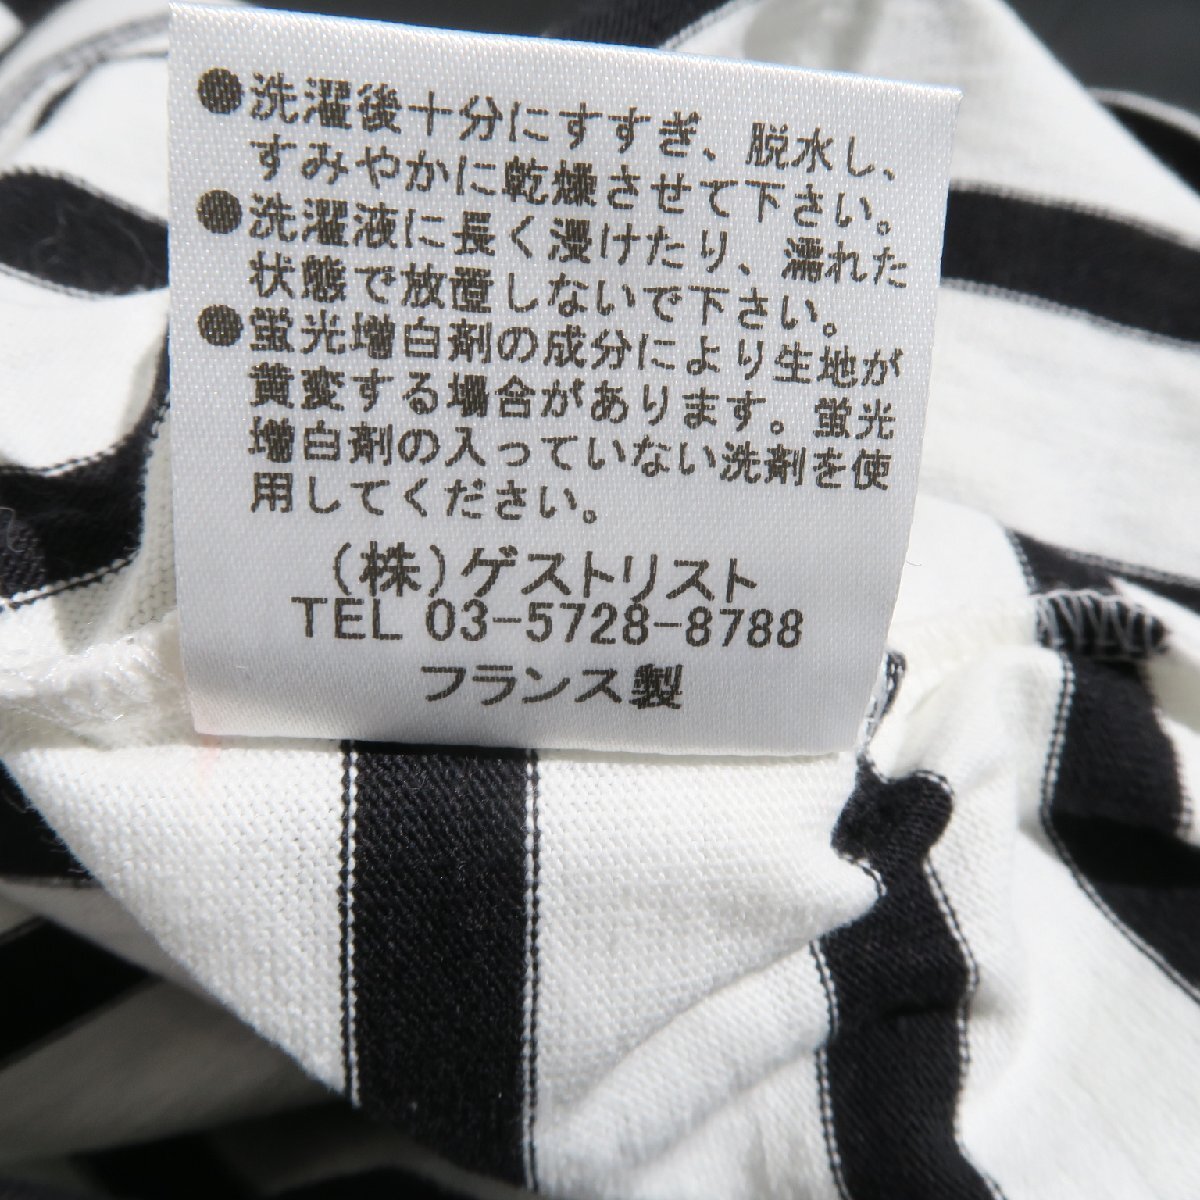 ●洗濯後十分にすすぎ、脱水し、
すみやかに乾燥させて下さい。
●洗濯液に長く浸けたり、濡れた
状態で放置しないで下さい。
●蛍光増白剤の成分により生地が
黄変する場合があります。蛍光
増白剤の入っていない洗剤を使
用してください。
(株)ゲストリスト
TEL 03-5728-8788
フランス製